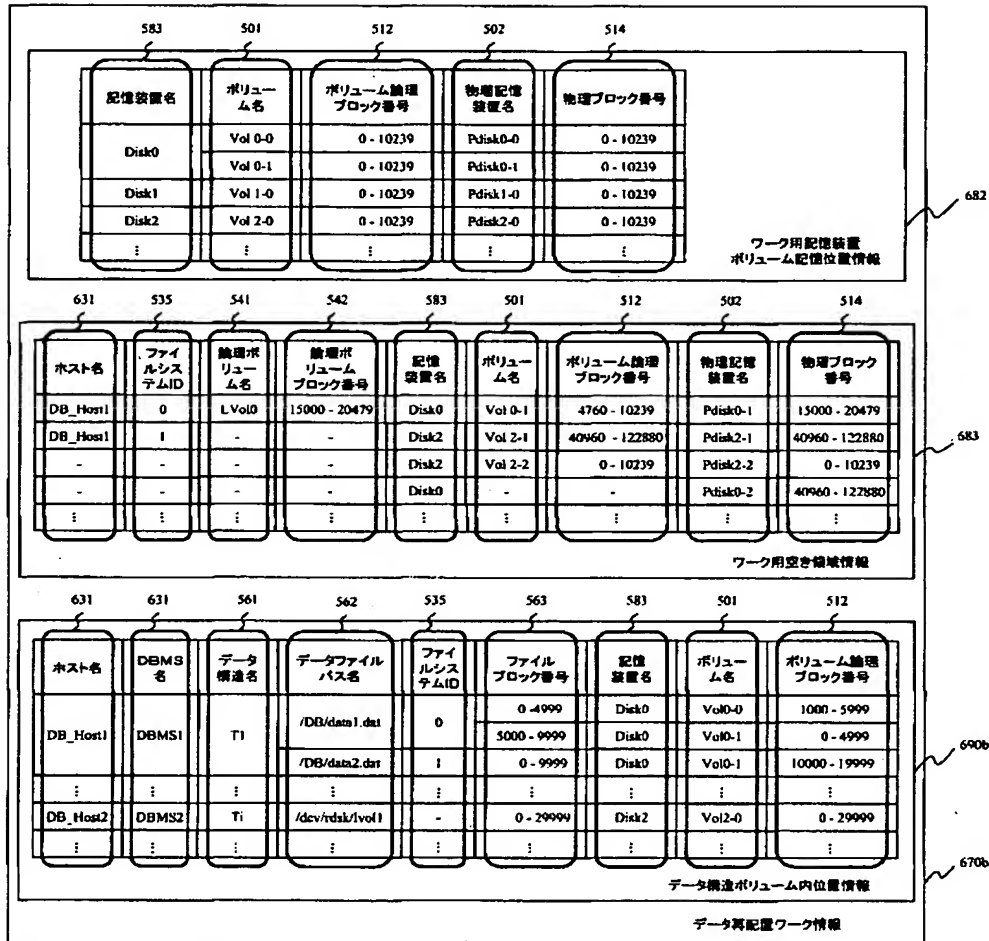 583 501 512 502 514
記憶装置名 ボリューム名 ボリューム論理ブロック番号 物理記憶装置名 物理ブロック番号
Disk0 Vol 0-0 0 - 10239 Pdisk0-0 0 - 10239
Vol 0-1 0 - 10239 Pdisk0-1 0 - 10239
Disk1 Vol 1-0 0 - 10239 Pdisk1-0 0 - 10239
Disk2 Vol 2-0 0 - 10239 Pdisk2-0 0 - 10239
⋮ ⋮ ⋮ ⋮ ⋮
682
ワーク用記憶装置
ボリューム記憶位置情報
631 535 541 542 583 501 512 502 514
ホスト名 ファイルシステムID 論理ボリューム名 論理ボリュームブロック番号 記憶装置名 ボリューム名 ボリューム論理ブロック番号 物理記憶装置名 物理ブロック番号
DB_Host1 0 LVol0 15000 - 20479 Disk0 Vol 0-1 4760 - 10239 Pdisk0-1 15000 - 20479
DB_Host1 1 - - Disk2 Vol 2-1 40960 - 122880 Pdisk2-1 40960 - 122880
- - - - Disk2 Vol 2-2 0 - 10239 Pdisk2-2 0 - 10239
- - - - Disk0 - - Pdisk0-2 40960 - 122880
⋮ ⋮ ⋮ ⋮ ⋮ ⋮ ⋮ ⋮ ⋮
683
ワーク用空き領域情報
631 631 561 562 535 563 583 501 512
ホスト名 DBMS名 データ構造名 データファイルパス名 ファイルシステムID ファイルブロック番号 記憶装置名 ボリューム名 ボリューム論理ブロック番号
DB_Host1 DBMS1 T1 /DB/data1.dat 0 0 -4999 Disk0 Vol0-0 1000 - 5999
5000 - 9999 Disk0 Vol0-1 0 - 4999
/DB/data2.dat 1 0 - 9999 Disk0 Vol0-1 10000 - 19999
⋮ ⋮ ⋮ ⋮ ⋮ ⋮ ⋮ ⋮ ⋮
DB_Host2 DBMS2 Ti /dev/rdsk/lvol1 - 0 - 29999 Disk2 Vol2-0 0 - 29999
⋮ ⋮ ⋮ ⋮ ⋮ ⋮ ⋮ ⋮ ⋮
690b
データ構造ボリューム内位置情報
670b
データ再配置ワーク情報